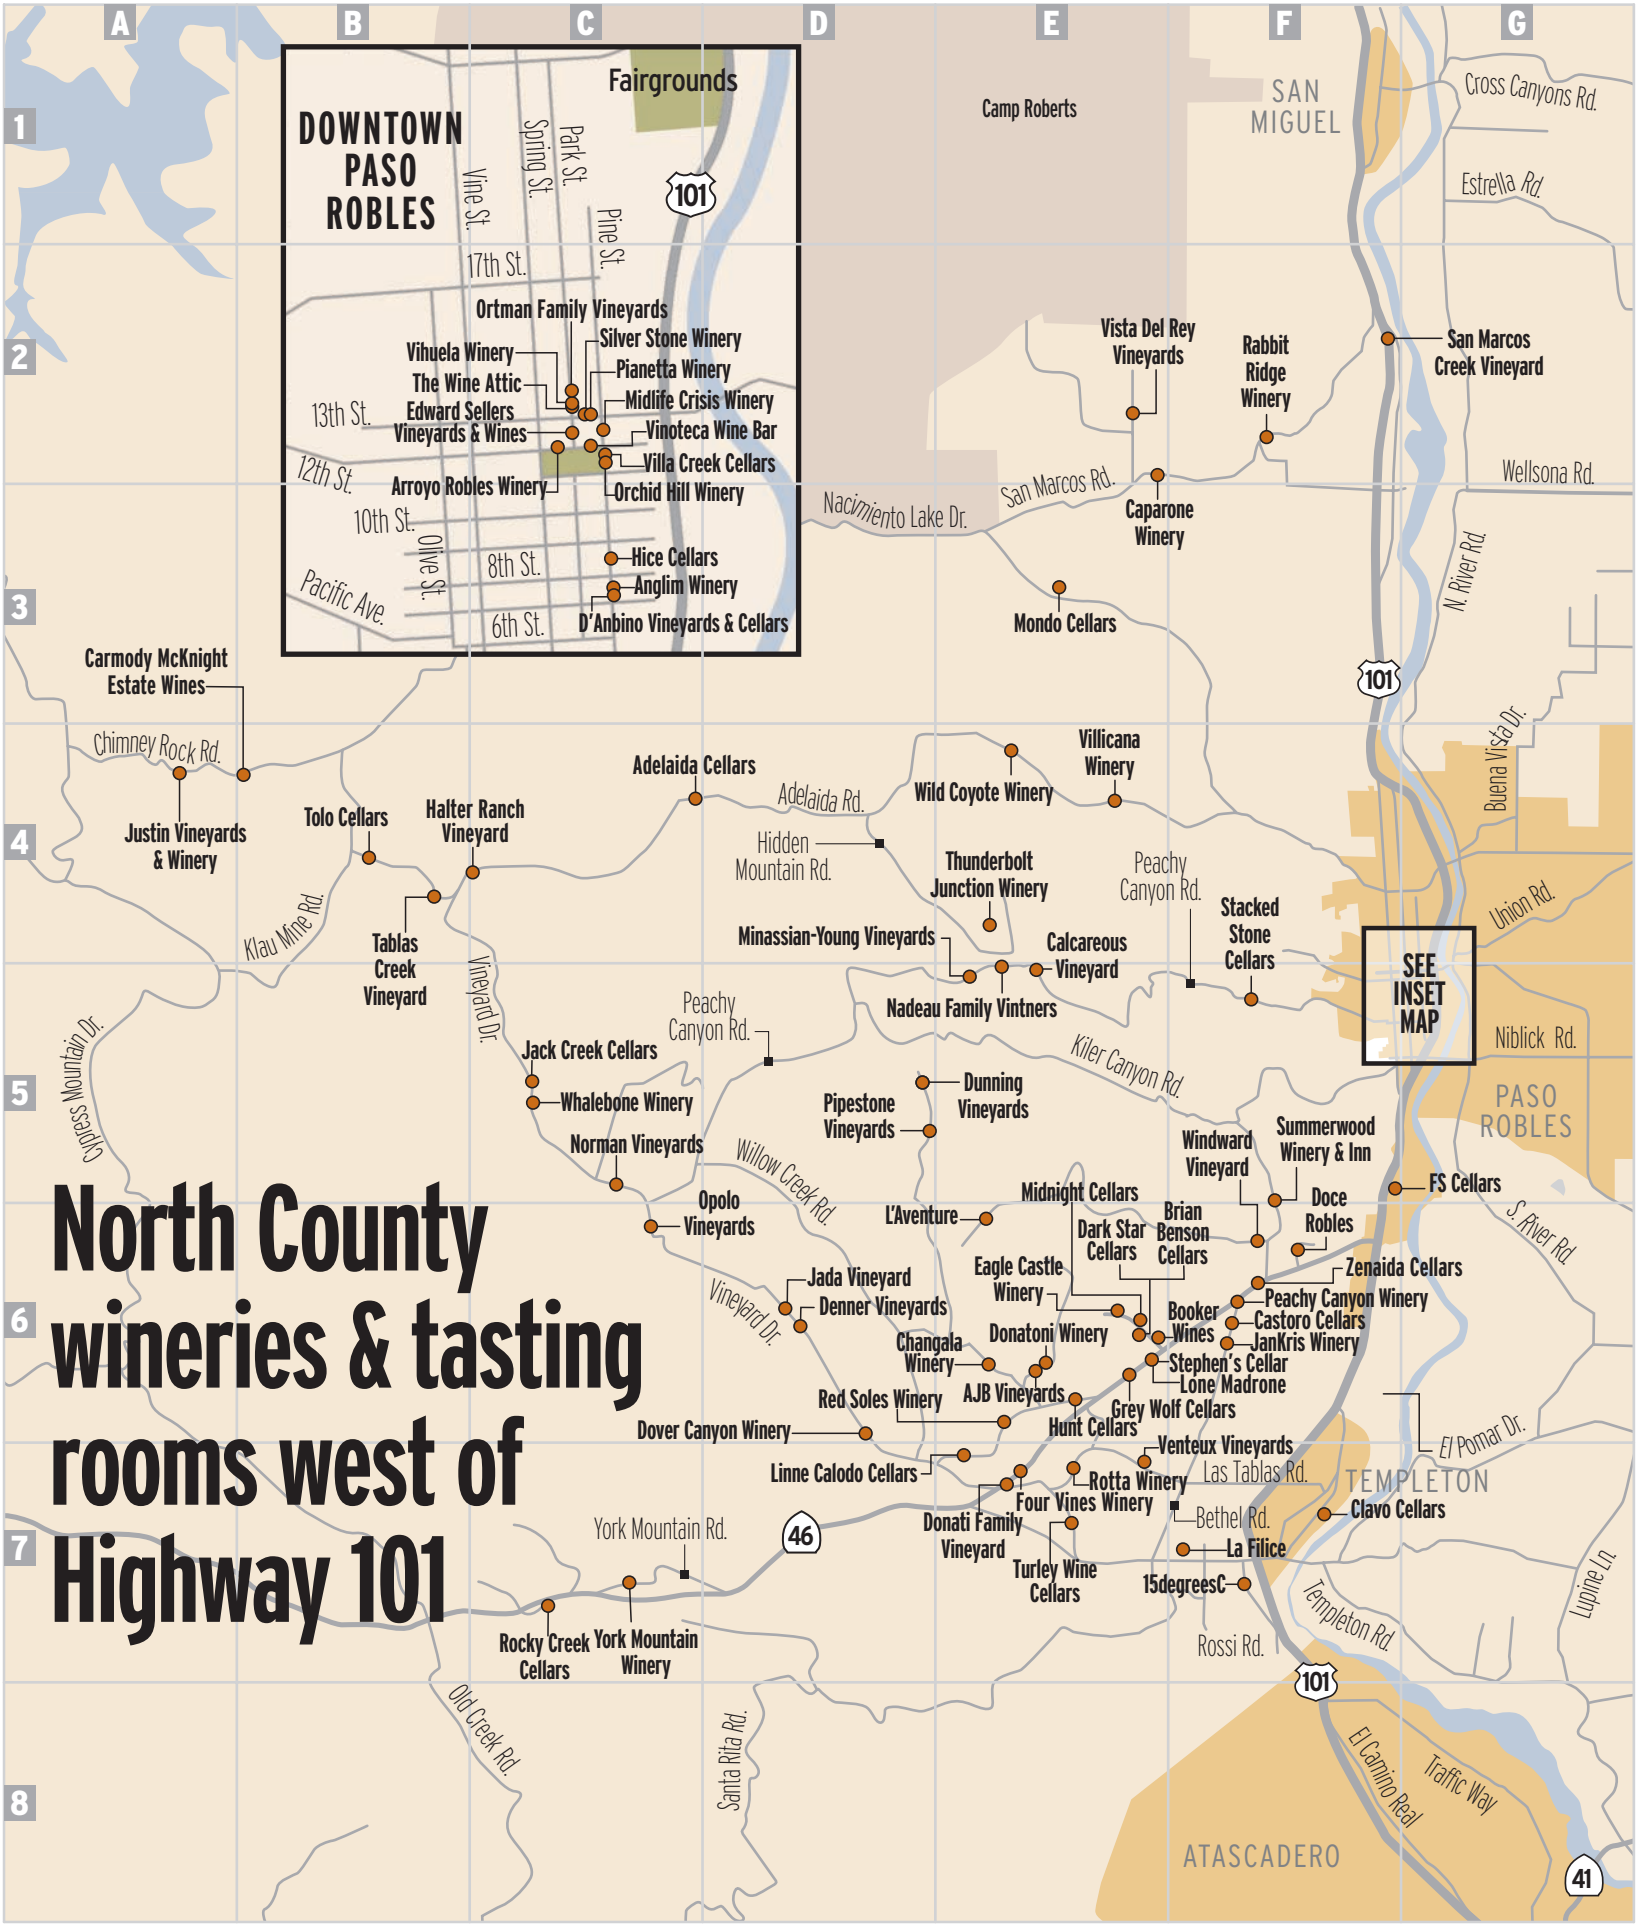 A B C D E F G
1
2
3
4
5
6
7
8
DOWNTOWN
PASO
ROBLES
Fairgrounds
101
Vine St.
Spring St.
Park St.
Pine St.
17th St.
Ortman Family Vineyards
Silver Stone Winery
Vihuela Winery
Pianetta Winery
The Wine Attic
Midlife Crisis Winery
Edward Sellers
Vineyards & Wines
13th St.
Vinoteca Wine Bar
Villa Creek Cellars
12th St.
Arroyo Robles Winery
Orchid Hill Winery
10th St.
Olive St.
8th St.
Hice Cellars
Anglim Winery
Pacific Ave.
6th St.
D'Anbino Vineyards & Cellars
Camp Roberts
SAN
MIGUEL
Cross Canyons Rd.
Estrella Rd.
Vista Del Rey
Vineyards
Rabbit
Ridge
Winery
San Marcos
Creek Vineyard
Wellsona Rd.
San Marcos Rd.
Nacimiento Lake Dr.
Caparone
Winery
N. River Rd.
Mondo Cellars
101
Carmody McKnight
Estate Wines
Chimney Rock Rd.
Justin Vineyards
& Winery
Tolo Cellars
Halter Ranch
Vineyard
Adelaida Cellars
Adelaida Rd.
Wild Coyote Winery
Villicana
Winery
Buena Vista Dr.
Hidden
Mountain Rd.
Thunderbolt
Junction Winery
Peachy
Canyon Rd.
Stacked
Stone
Cellars
Union Rd.
Klau Mine Rd.
Tablas
Creek
Vineyard
Vineyard Dr.
Minassian-Young Vineyards
Calcareous
Vineyard
Nadeau Family Vintners
SEE
INSET
MAP
Niblick Rd.
Peachy
Canyon Rd.
Kiler Canyon Rd.
Cypress Mountain Dr.
Jack Creek Cellars
Whalebone Winery
Dunning
Vineyards
Pipestone
Vineyards
PASO
ROBLES
Norman Vineyards
Willow Creek Rd.
Windward
Vineyard
Summerwood
Winery & Inn
FS Cellars
S. River Rd.
Opolo
Vineyards
Midnight Cellars
L'Aventure
Dark Star
Cellars
Brian
Benson
Cellars
Doce
Robles
Eagle Castle
Winery
Zenaida Cellars
Vineyard Dr.
Jada Vineyard
Denner Vineyards
Peachy Canyon Winery
Booker
Wines
Castoro Cellars
JanKris Winery
Donatoni Winery
Changala
Winery
Stephen's Cellar
Lone Madrone
AJB Vineyards
Red Soles Winery
Grey Wolf Cellars
Hunt Cellars
Dover Canyon Winery
El Pomar Dr.
Venteux Vineyards
Linne Calodo Cellars
Las Tablas Rd.
TEMPLETON
Rotta Winery
Four Vines Winery
Clavo Cellars
Donati Family
Vineyard
Bethel Rd.
46
York Mountain Rd.
La Filice
Turley Wine
Cellars
15degreesC
Lupine Ln.
Templeton Rd.
Rossi Rd.
Rocky Creek
Cellars
York Mountain
Winery
101
Old Creek Rd.
Santa Rita Rd.
El Camino Real
Traffic Way
ATASCADERO
41
North County
wineries & tasting
rooms west of
Highway 101